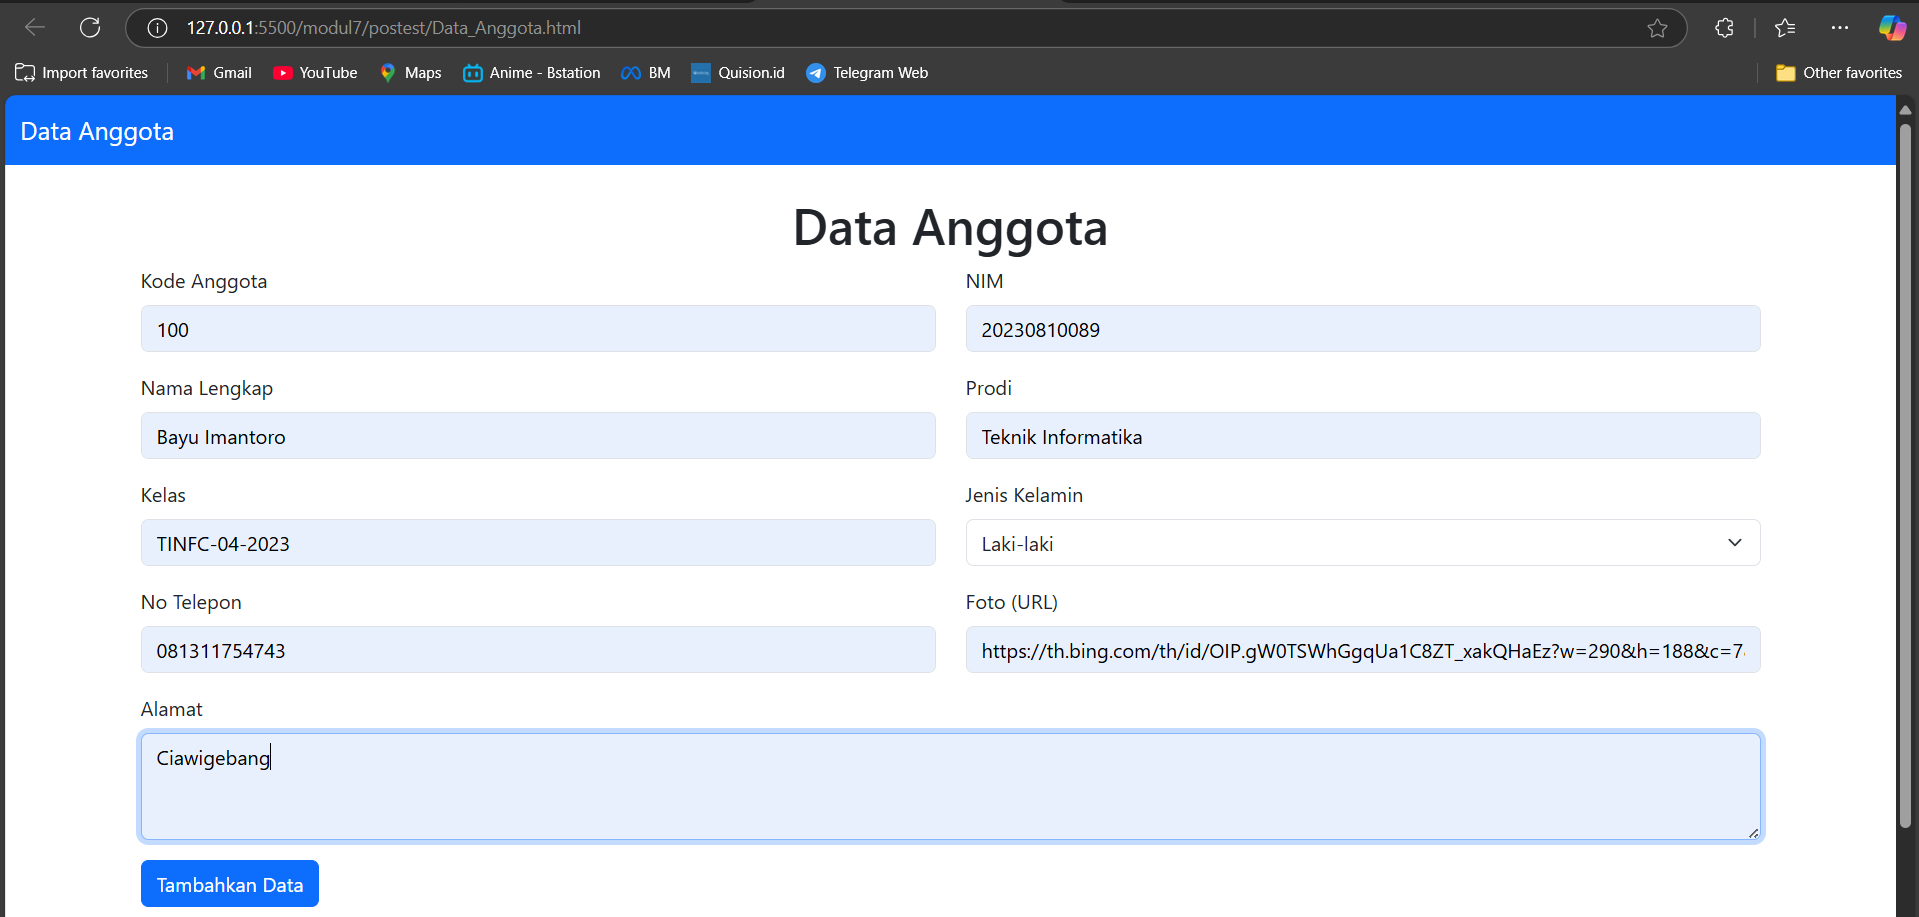 127.0.0.1:5500/modul7/postest/Data_Anggota.html
Import favorites Gmail YouTube Maps Anime - Bstation BM Quision.id Telegram Web Other favorites
Data Anggota
Data Anggota
Kode Anggota NIM
100 20230810089
Nama Lengkap Prodi
Bayu Imantoro Teknik Informatika
Kelas Jenis Kelamin
TINFC-04-2023 Laki-laki
No Telepon Foto (URL)
081311754743 https://th.bing.com/th/id/OIP.gW0TSWhGgqUa1C8ZT_xakQHaEz?w=290&h=188&c=7
Alamat
Ciawigebang
Tambahkan Data